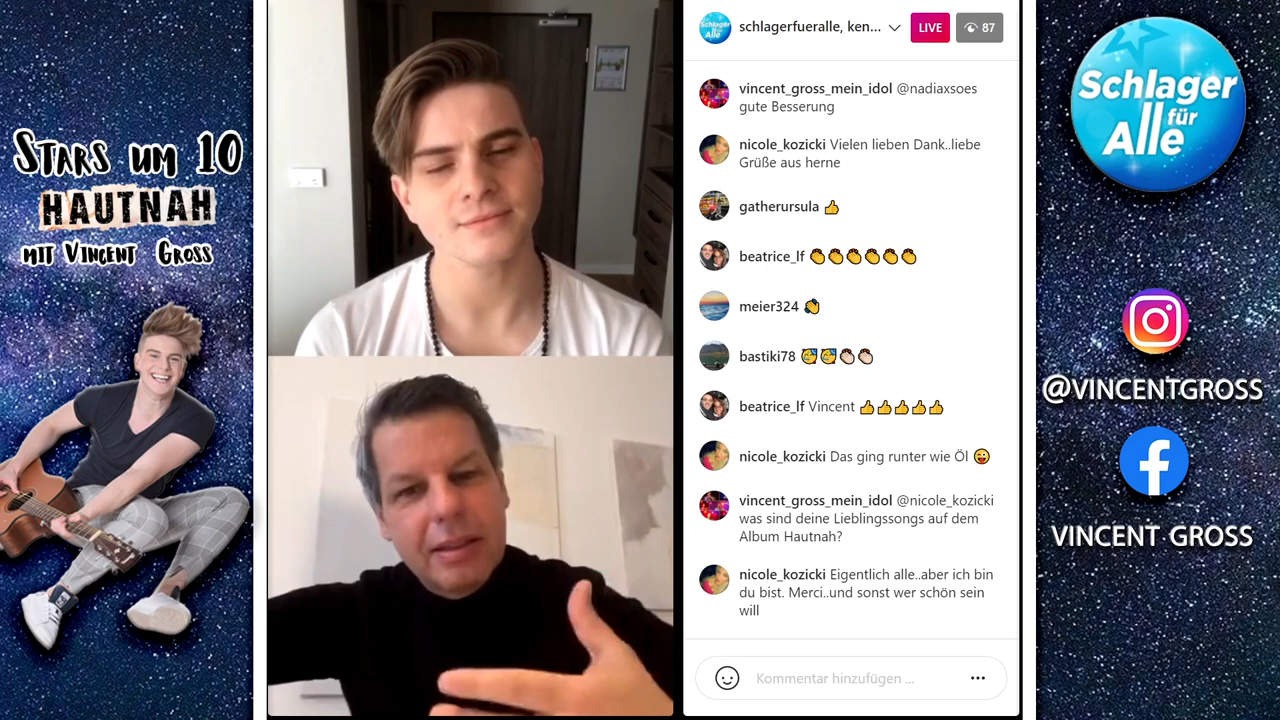 Stars um 10
HAUTNAH
mit Vincent Gross
schlagerfueralle, ken...
LIVE
87
vincent_gross_mein_idol @nadiaxsoes
gute Besserung
nicole_kozicki Vielen lieben Dank..liebe
Grüße aus herne
gatherursula 👍
beatrice_lf 👏👏👏👏👏👏
meier324 👏
bastiki78 🥳🥳👏🏻👏🏻
beatrice_lf Vincent 👍👍👍👍👍
nicole_kozicki Das ging runter wie Öl 😜
vincent_gross_mein_idol @nicole_kozicki
was sind deine Lieblingssongs auf dem
Album Hautnah?
nicole_kozicki Eigentlich alle..aber ich bin
du bist. Merci..und sonst wer schön sein
will
Kommentar hinzufügen ...
Schlager
für
Alle
@VINCENTGROSS
VINCENT GROSS